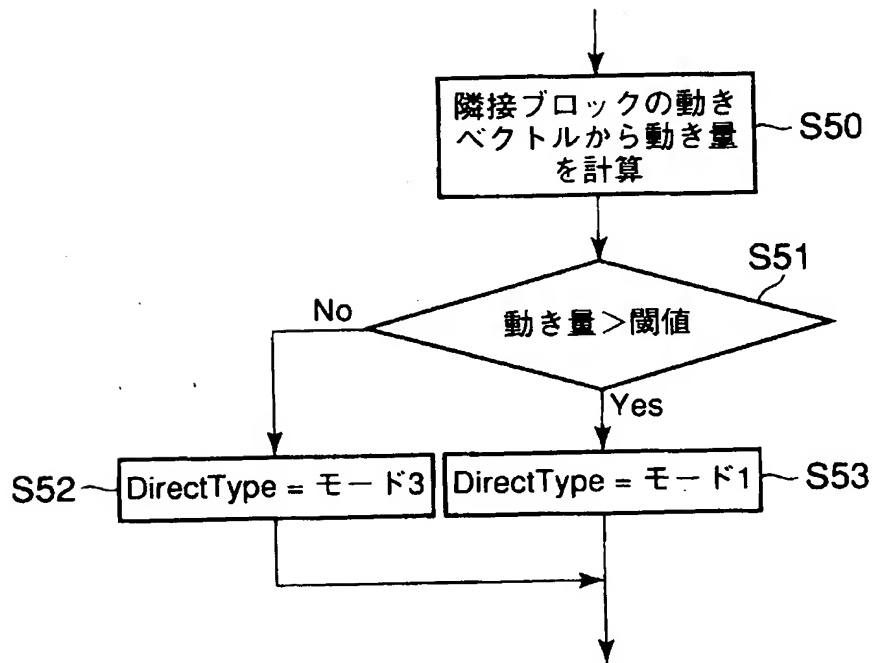 隣接ブロックの動き
ベクトルから動き量
を計算
S50
S51
動き量＞閾値
No
Yes
S52
DirectType = モード3
DirectType = モード1
S53